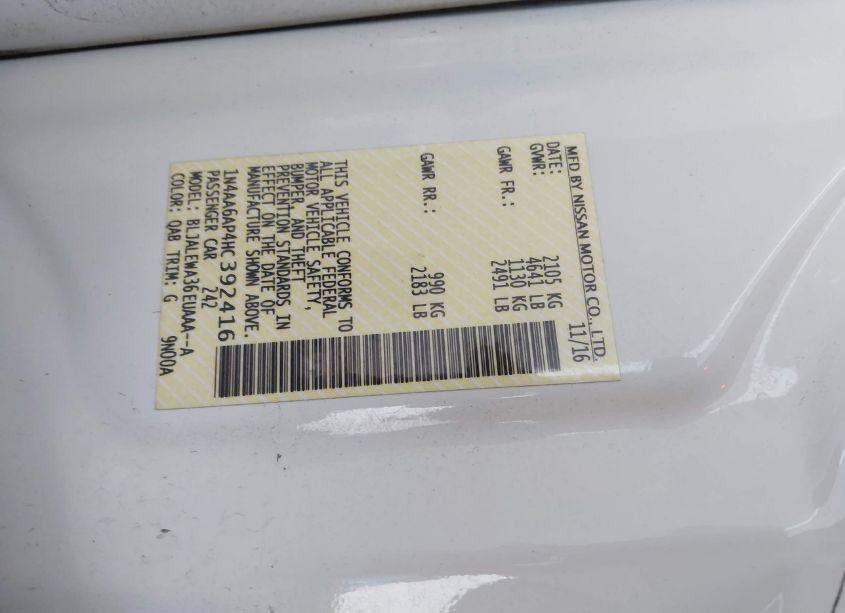 MFD BY NISSAN MOTOR CO., LTD.
DATE: 11/16
GVWR: 2105 KG
4641 LB
GAWR FR.: 1130 KG
2491 LB
GAWR RR.: 990 KG
2183 LB
THIS VEHICLE CONFORMS TO
ALL APPLICABLE FEDERAL
MOTOR VEHICLE SAFETY,
BUMPER, AND THEFT
PREVENTION STANDARDS IN
EFFECT ON THE DATE OF
MANUFACTURE SHOWN ABOVE.
1N4AA6AP4HC392416
PASSENGER CAR 242
MODEL: BLJALEWA36EUAAA--A
COLOR: QAB TRIM: G 9N00A